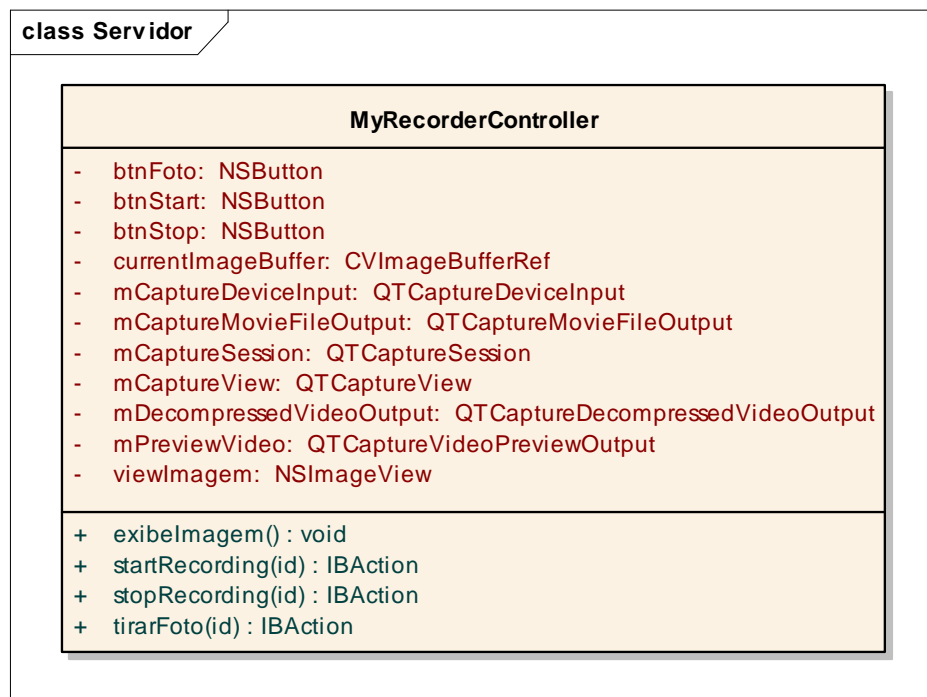 class Servidor
MyRecorderController
- btnFoto: NSButton
- btnStart: NSButton
- btnStop: NSButton
- currentImageBuffer: CVImageBufferRef
- mCaptureDeviceInput: QTCaptureDeviceInput
- mCaptureMovieFileOutput: QTCaptureMovieFileOutput
- mCaptureSession: QTCaptureSession
- mCaptureView: QTCaptureView
- mDecompressedVideoOutput: QTCaptureDecompressedVideoOutput
- mPreviewVideo: QTCaptureVideoPreviewOutput
- viewImagem: NSImageView
+ exibeImagem() : void
+ startRecording(id) : IBAction
+ stopRecording(id) : IBAction
+ tirarFoto(id) : IBAction